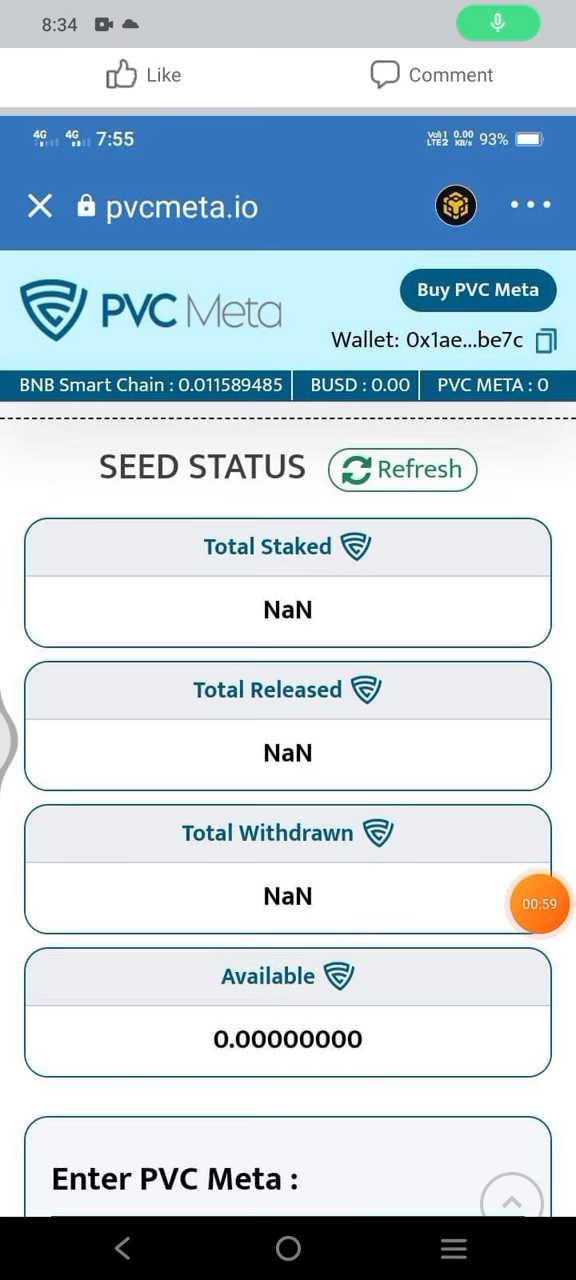 8:34
Like Comment
4G 4G 7:55 93%
pvcmeta.io
PVC Meta
Buy PVC Meta
Wallet: 0x1ae...be7c
BNB Smart Chain : 0.011589485 BUSD : 0.00 PVC META : 0
SEED STATUS Refresh
Total Staked
NaN
Total Released
NaN
Total Withdrawn
NaN
00:59
Available
0.00000000
Enter PVC Meta :